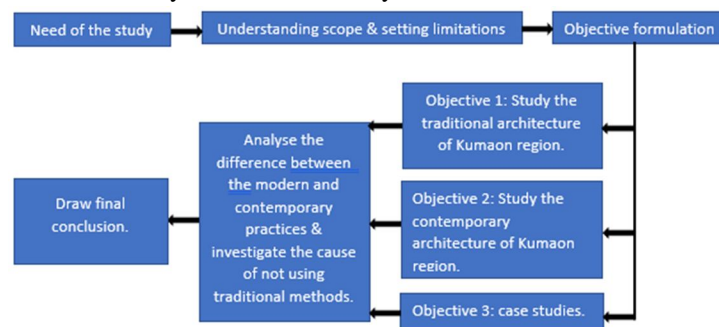 Need of the study
Understanding scope & setting limitations
Objective formulation
Objective 1: Study the
traditional architecture
of Kumaon region.
Analyse the
difference between
the modern and
contemporary
practices &
investigate the cause
of not using
traditional methods.
Objective 2: Study the
contemporary
architecture of Kumaon
region.
Draw final
conclusion.
Objective 3: case studies.